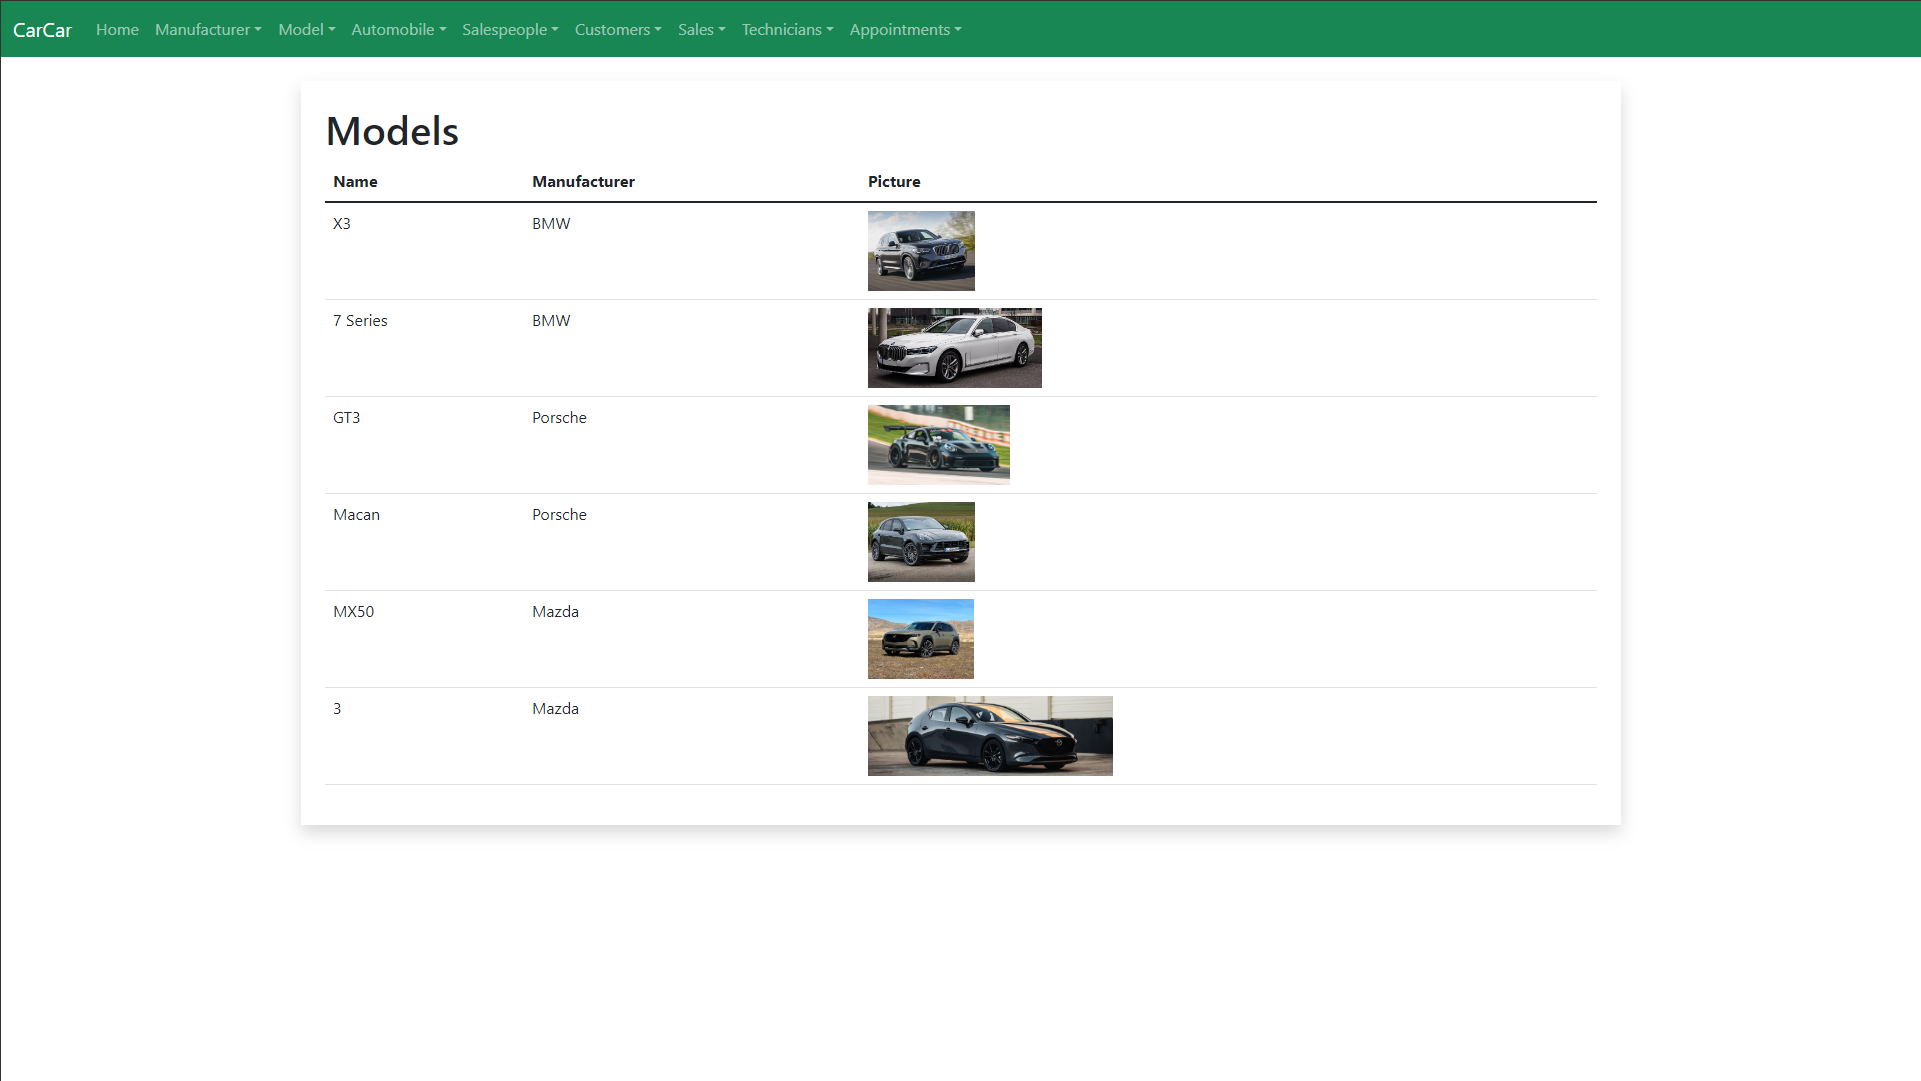 CarCar Home Manufacturer Model Automobile Salespeople Customers Sales Technicians Appointments
Models
Name Manufacturer Picture
X3 BMW
7 Series BMW
GT3 Porsche
Macan Porsche
MX50 Mazda
3 Mazda